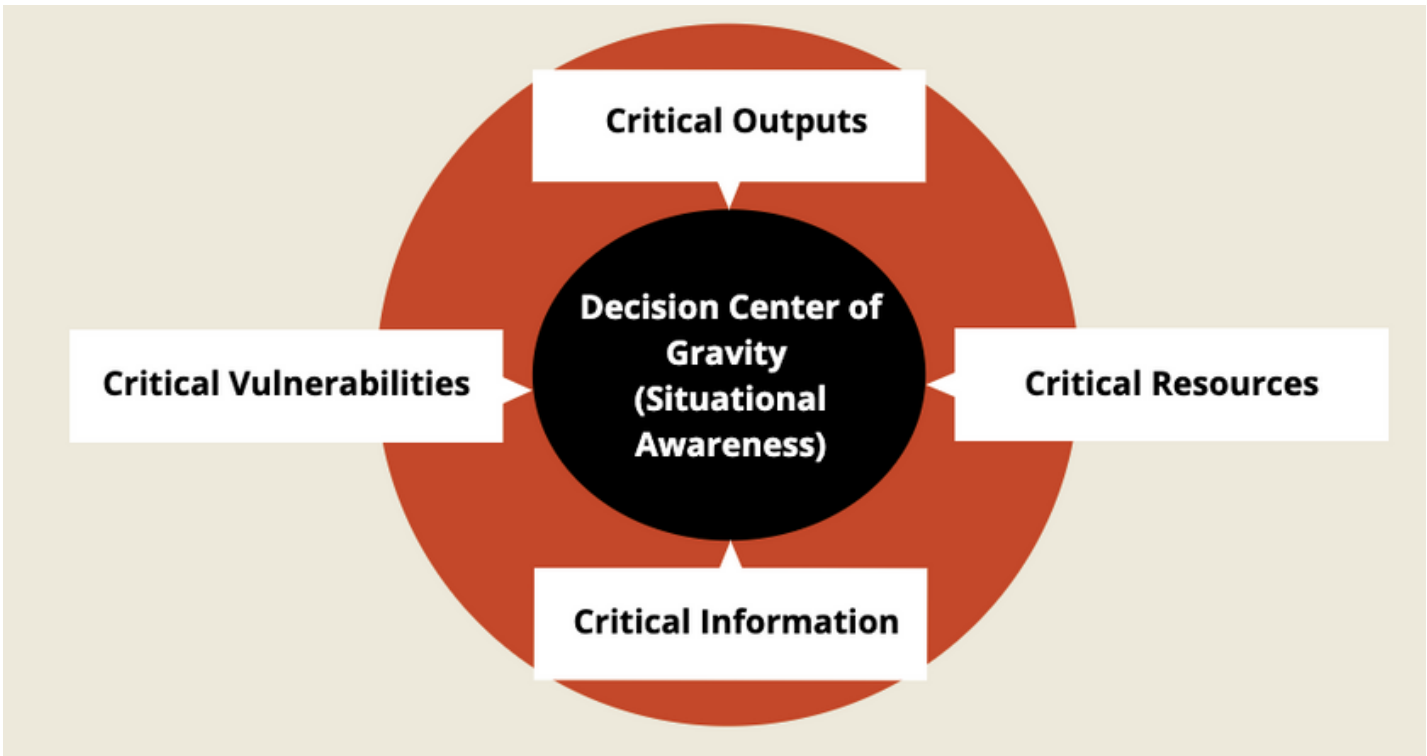 Critical Outputs
Decision Center of
Gravity
(Situational
Awareness)
Critical Vulnerabilities
Critical Resources
Critical Information